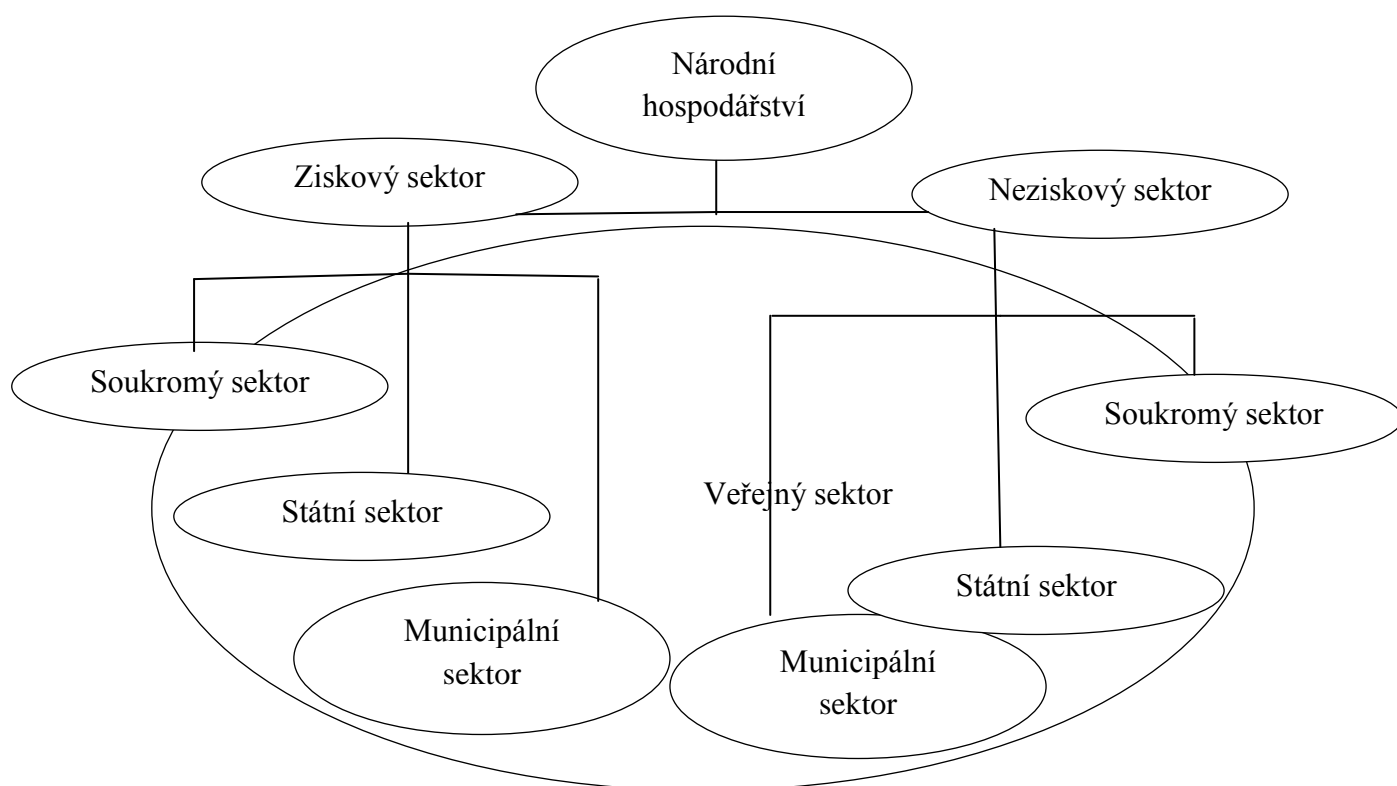 Národní
hospodářství
Ziskový sektor
Neziskový sektor
Soukromý sektor
Soukromý sektor
Veřejný sektor
Státní sektor
Státní sektor
Municipální
sektor
Municipální
sektor